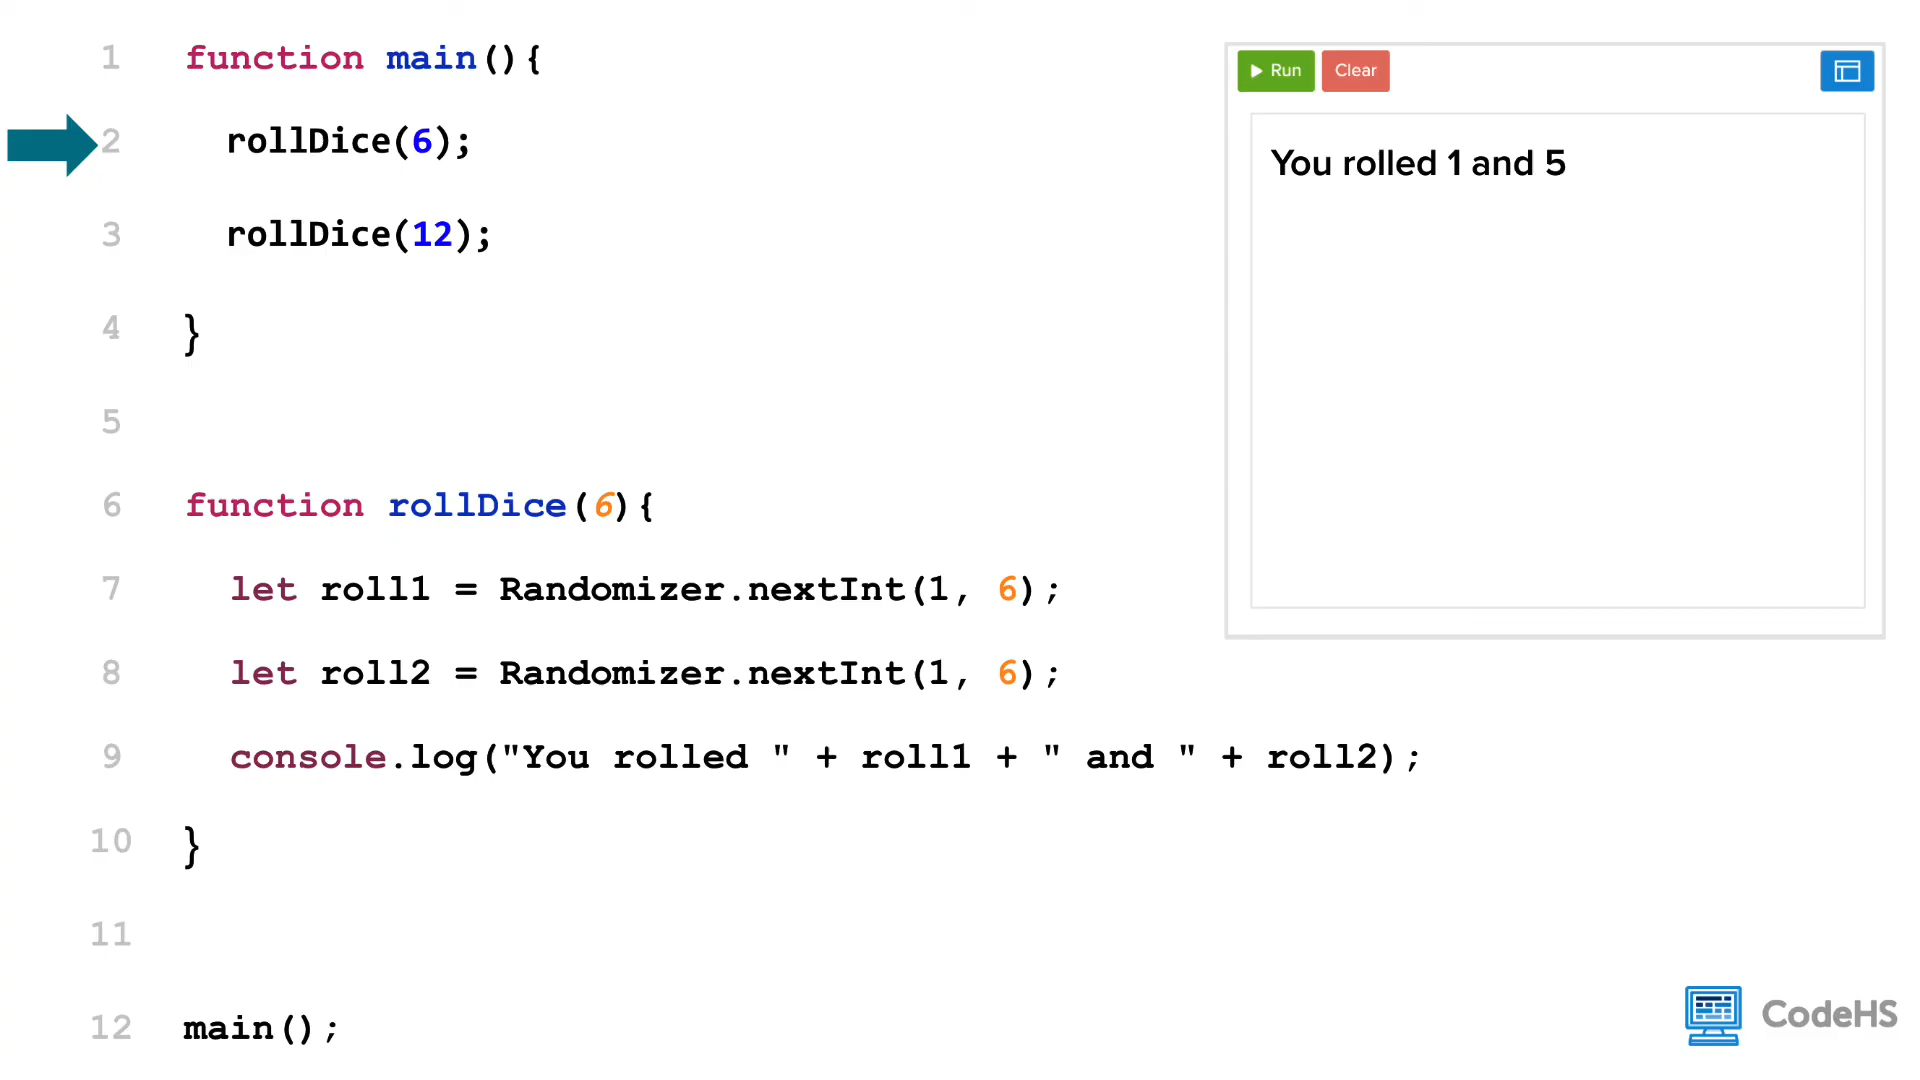 1 function main(){
2 rollDice(6);
3 rollDice(12);
4 }
5
6 function rollDice(6){
7 let roll1 = Randomizer.nextInt(1, 6);
8 let roll2 = Randomizer.nextInt(1, 6);
9 console.log("You rolled " + roll1 + " and " + roll2);
10 }
11
12 main();
Run Clear
You rolled 1 and 5
CodeHS